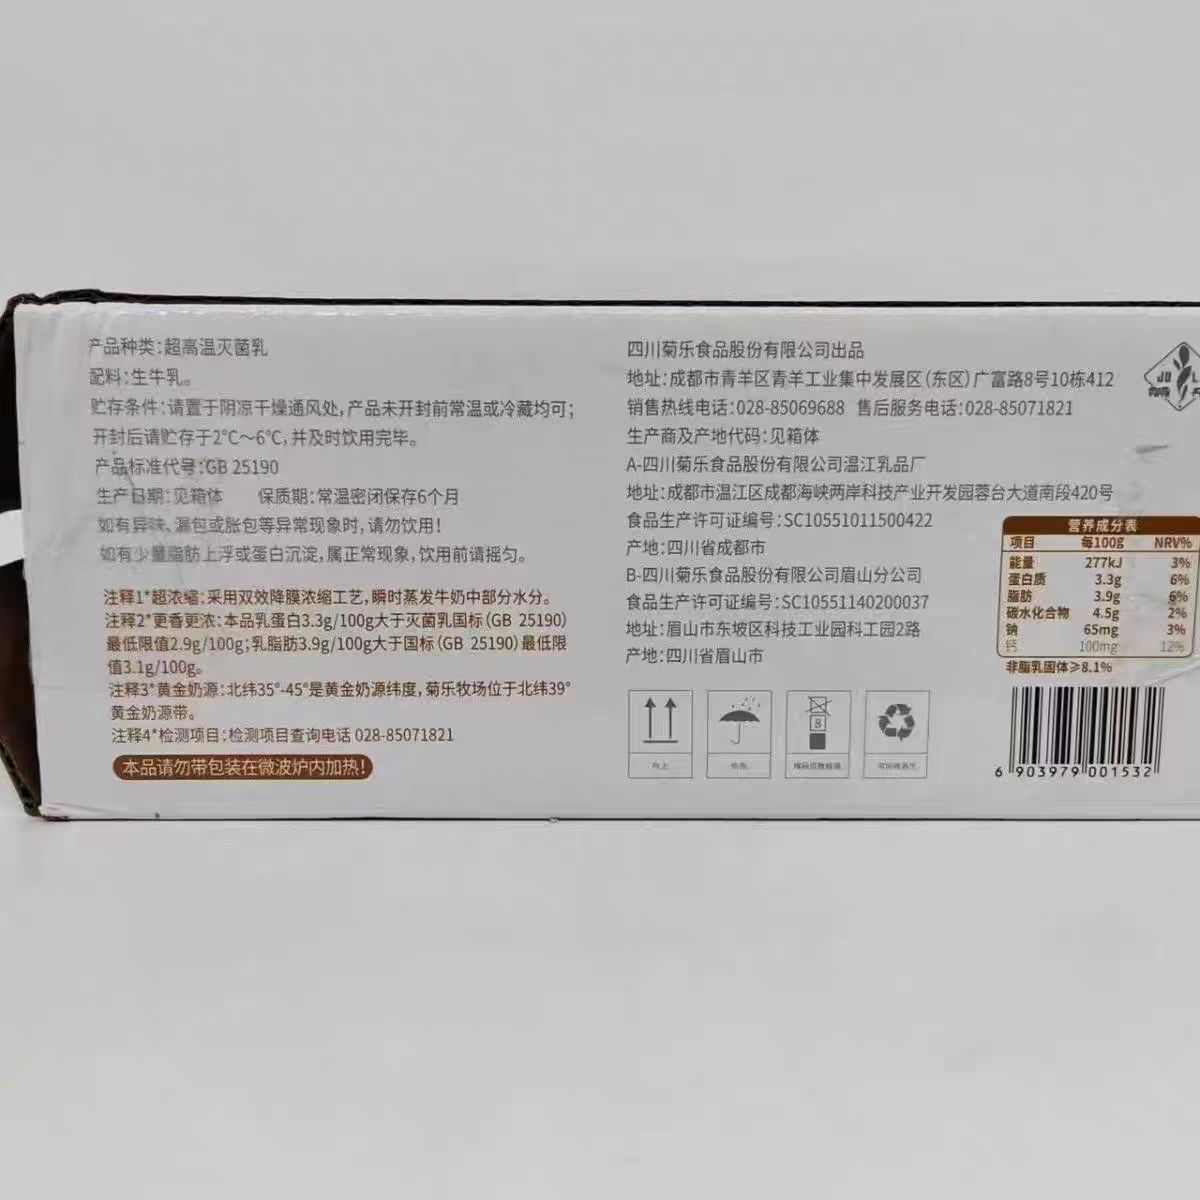 产品种类：超高温灭菌乳
配料：生牛乳。
贮存条件：请置于阴凉干燥通风处，产品未开封前常温或冷藏均可；
开封后请贮存于2°C～6°C，并及时饮用完毕。
产品标准代号：GB 25190
生产日期：见箱体 保质期：常温密闭保存6个月
如有异味、漏包或胀包等异常现象时，请勿饮用！
如有少量脂肪上浮或蛋白沉淀，属正常现象，饮用前请摇匀。
注释1*超浓缩：采用双效降膜浓缩工艺，瞬时蒸发牛奶中部分水分。
注释2*更香更浓：本品乳蛋白3.3g/100g大于灭菌乳国标（GB 25190）
最低限值2.9g/100g；乳脂肪3.9g/100g大于国标（GB 25190）最低限
值3.1g/100g。
注释3*黄金奶源：北纬35°-45°是黄金奶源纬度，菊乐牧场位于北纬39°
黄金奶源带。
注释4*检测项目：检测项目查询电话 028-85071821
本品请勿带包装在微波炉内加热！
四川菊乐食品股份有限公司出品
地址：成都市青羊区青羊工业集中发展区（东区）广富路8号10栋412
销售热线电话：028-85069688 售后服务电话：028-85071821
生产商及产地代码：见箱体
A-四川菊乐食品股份有限公司温江乳品厂
地址：成都市温江区成都海峡两岸科技产业开发园蓉台大道南段420号
食品生产许可证编号：SC10551011500422
产地：四川省成都市
B-四川菊乐食品股份有限公司眉山分公司
食品生产许可证编号：SC10551140200037
地址：眉山市东坡区科技工业园科工园2路
产地：四川省眉山市
8
向上
怕雨
营养成分表
项目 每100g NRV%
能量 277kJ 3%
蛋白质 3.3g 6%
脂肪 3.9g 6%
碳水化合物 4.5g 2%
钠 65mg 3%
钙 100mg 12%
非脂乳固体≥8.1%
6 903979 001532
JU L